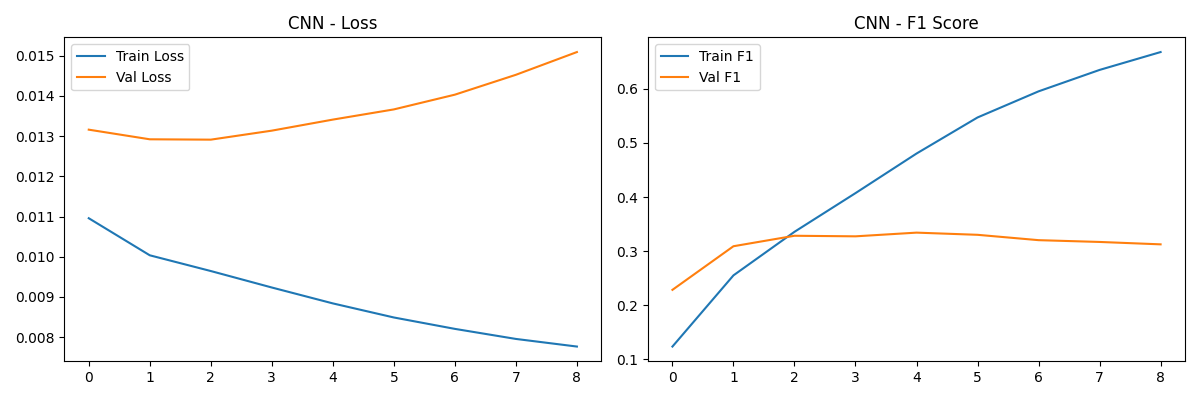 CNN - Loss
Train Loss
Val Loss
0.015
0.014
0.013
0.012
0.011
0.010
0.009
0.008
0 1 2 3 4 5 6 7 8
CNN - F1 Score
Train F1
Val F1
0.6
0.5
0.4
0.3
0.2
0.1
0 1 2 3 4 5 6 7 8